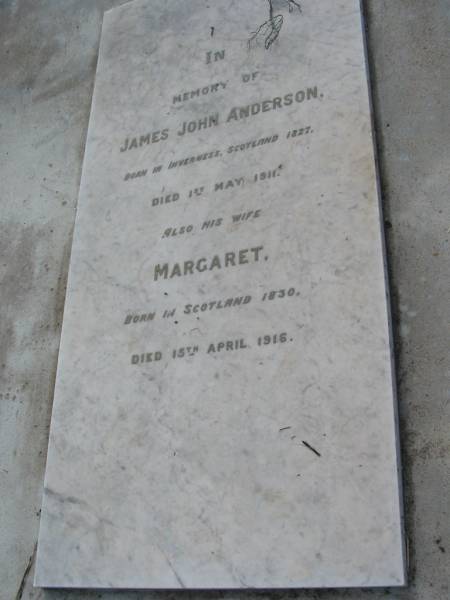 IN
MEMORY OF
JAMES JOHN ANDERSON,
BORN IN INVERNESS, SCOTLAND 1827.
DIED 1ST MAY 1911.
ALSO HIS WIFE
MARGARET,
BORN IN SCOTLAND 1830,
DIED 15TH APRIL 1916.